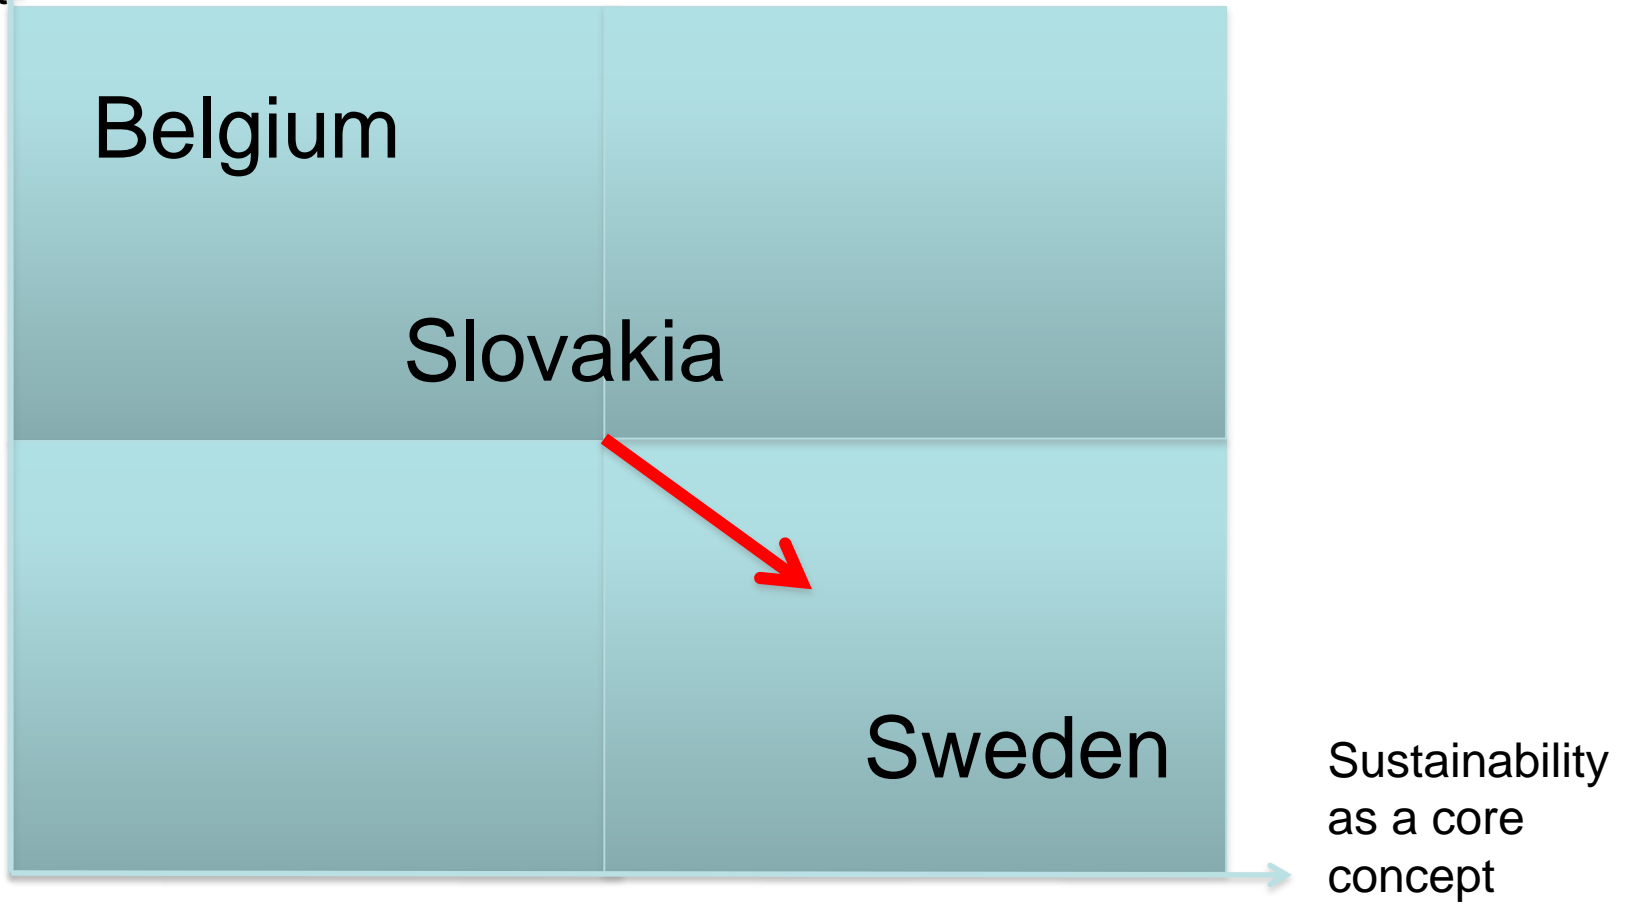 Belgium
Slovakia
Sweden
Sustainability
as a core
concept